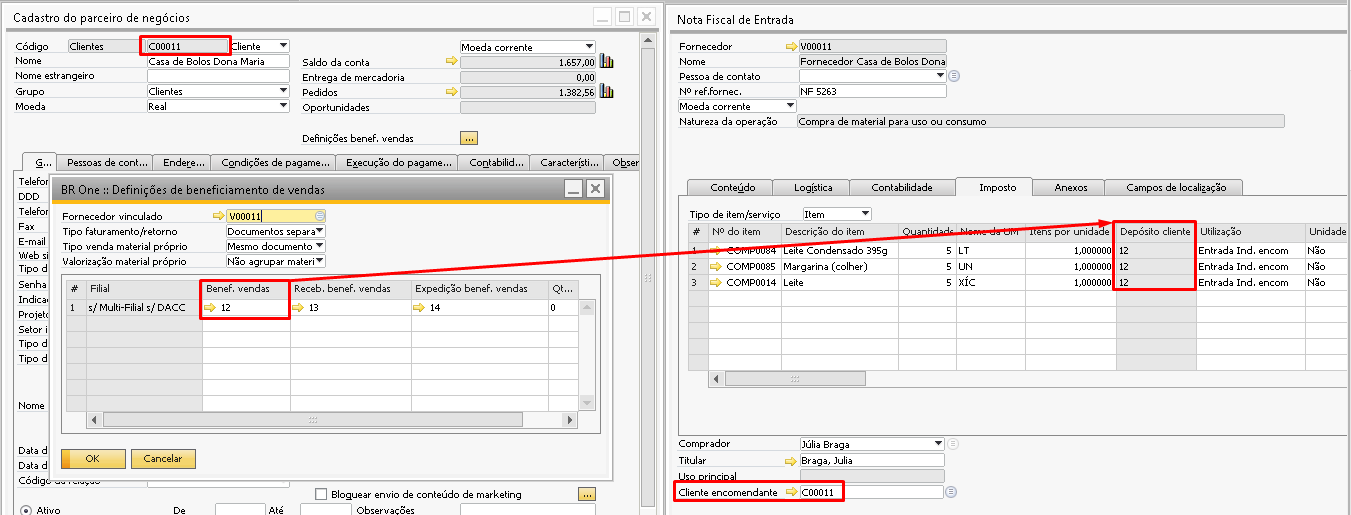 Cadastro do parceiro de negócios
Código Clientes C00011 Cliente
Nome Casa de Bolos Dona Maria
Nome estrangeiro
Grupo Clientes
Moeda Real
Moeda corrente
Saldo da conta 1.657,00
Entrega de mercadoria 0,00
Pedidos 1.382,56
Oportunidades
Definições benef. vendas ...
G... Pessoas de cont... Endere... Condições de pagame... Execução do pagame... Contabilid... Característi... Obser
Telefor
DDD
Telefor
Fax
E-mail
Web si
Tipo d
Senha
Indicad
Projeto
Setor i
Tipo d
Tipo d
Nome
Data d
Data d
Código da relação
BR One :: Definições de beneficiamento de vendas
Fornecedor vinculado V00011
Tipo faturamento/retorno Documentos separa
Tipo venda material próprio Mesmo documento
Valorização material próprio Não agrupar materi
# Filial Benef. vendas Receb. benef. vendas Expedição benef. vendas Qt...
1 s/ Multi-Filial s/ DACC 12 13 14 0
OK Cancelar
Bloquear envio de conteúdo de marketing ...
Ativo De Até Observações
Nota Fiscal de Entrada
Fornecedor V00011
Nome Fornecedor Casa de Bolos Dona
Pessoa de contato
Nº ref.fornec. NF 5263
Moeda corrente
Natureza da operação Compra de material para uso ou consumo
Conteúdo Logística Contabilidade Imposto Anexos Campos de localização
Tipo de item/serviço Item
# Nº do item Descrição do item Quantidade Nome da UM Itens por unidade Depósito cliente Utilização Unidade
1 COMP0084 Leite Condensado 395g 5 LT 1,000000 12 Entrada Ind. encom Não
2 COMP0085 Margarina (colher) 5 UN 1,000000 12 Entrada Ind. encom Não
3 COMP0014 Leite 5 XÍC 1,000000 12 Entrada Ind. encom Não
Comprador Júlia Braga
Titular Braga, Julia
Uso principal
Cliente encomendante C00011